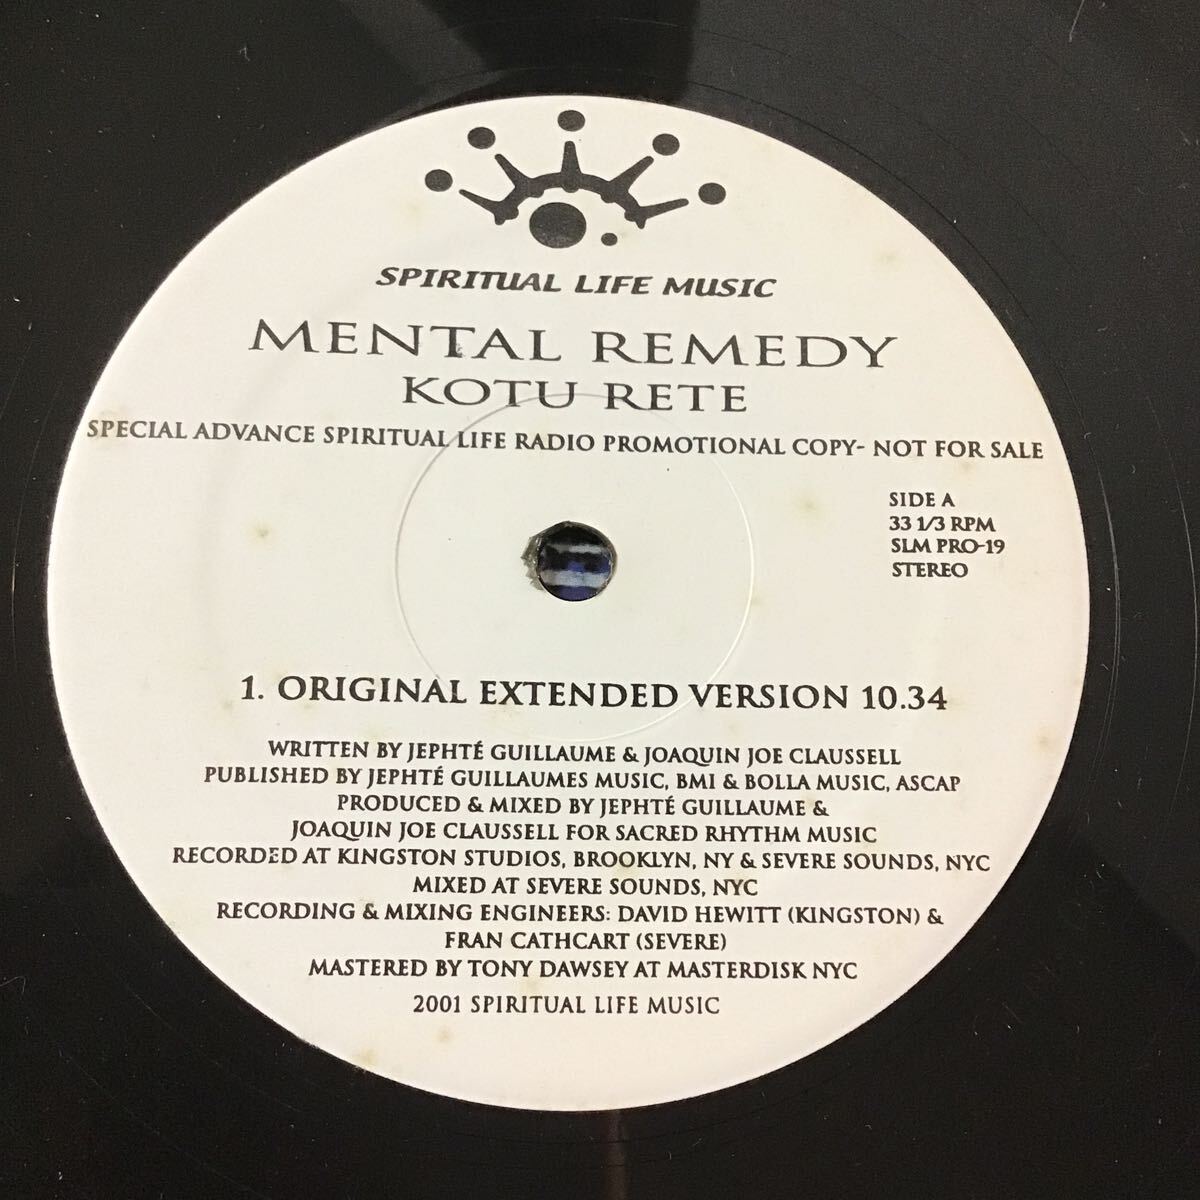 SPIRITUAL LIFE MUSIC
MENTAL REMEDY
KOTU RETE
SPECIAL ADVANCE SPIRITUAL LIFE RADIO PROMOTIONAL COPY- NOT FOR SALE
SIDE A
33 1/3 RPM
SLM PRO-19
STEREO
1. ORIGINAL EXTENDED VERSION 10.34
WRITTEN BY JEPHTÉ GUILLAUME & JOAQUIN JOE CLAUSSELL
PUBLISHED BY JEPHTÉ GUILLAUMES MUSIC, BMI & BOLLA MUSIC, ASCAP
PRODUCED & MIXED BY JEPHTÉ GUILLAUME &
JOAQUIN JOE CLAUSSELL FOR SACRED RHYTHM MUSIC
RECORDED AT KINGSTON STUDIOS, BROOKLYN, NY & SEVERE SOUNDS, NYC
MIXED AT SEVERE SOUNDS, NYC
RECORDING & MIXING ENGINEERS: DAVID HEWITT (KINGSTON) &
FRAN CATHCART (SEVERE)
MASTERED BY TONY DAWSEY AT MASTERDISK NYC
2001 SPIRITUAL LIFE MUSIC